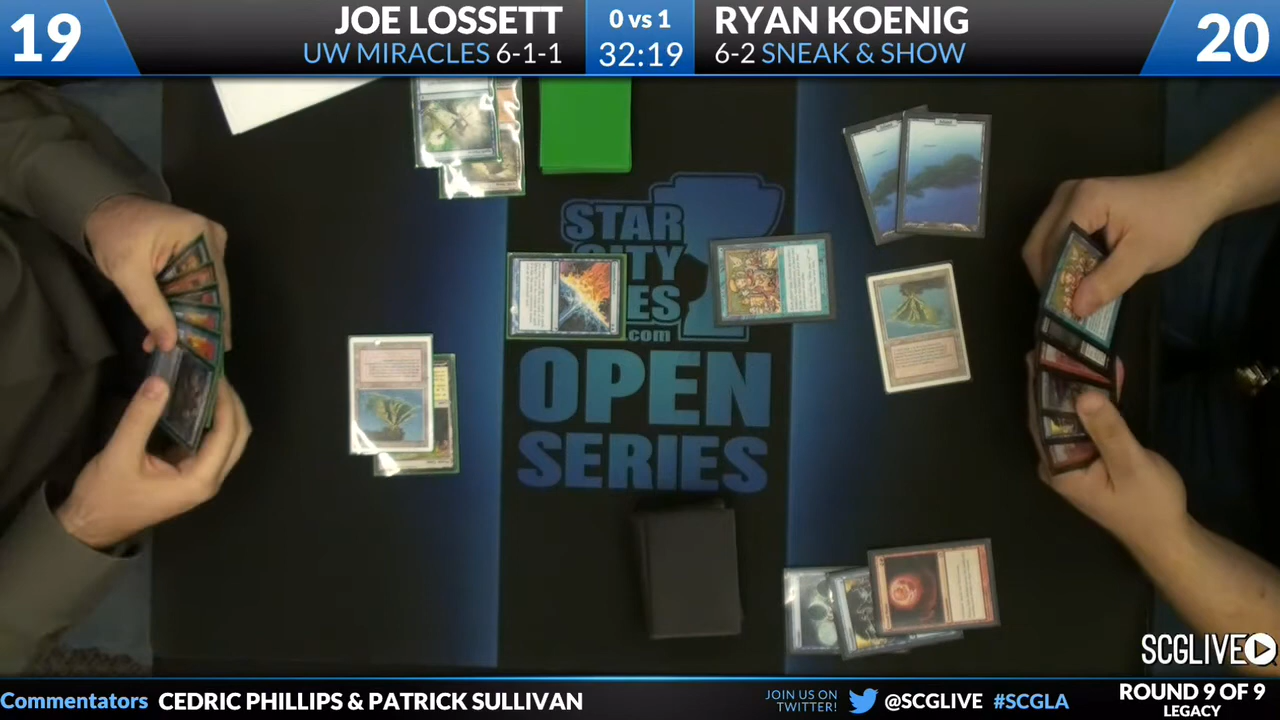 19
JOE LOSSETT
UW MIRACLES 6-1-1
0 vs 1
32:19
RYAN KOENIG
6-2 SNEAK & SHOW
20
STAR
CITY
.com
OPEN
SERIES
SCGLIVE
Commentators CEDRIC PHILLIPS & PATRICK SULLIVAN
JOIN US ON
TWITTER!
@SCGLIVE #SCGLA
ROUND 9 OF 9
LEGACY